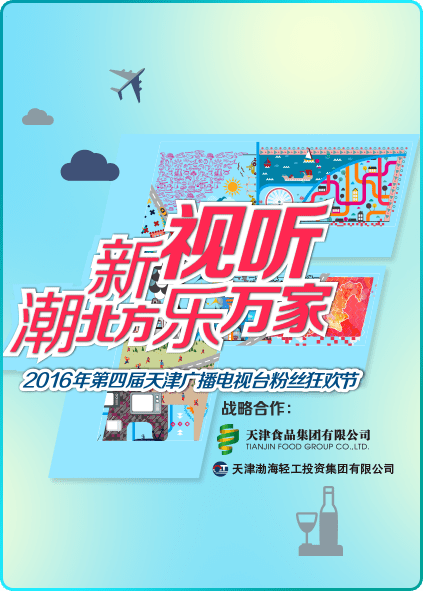 新视听
潮北方乐万家
2016年第四届天津广播电视台粉丝狂欢节
战略合作：
天津食品集团有限公司
TIANJIN FOOD GROUP CO.,LTD.
天津渤海轻工投资集团有限公司